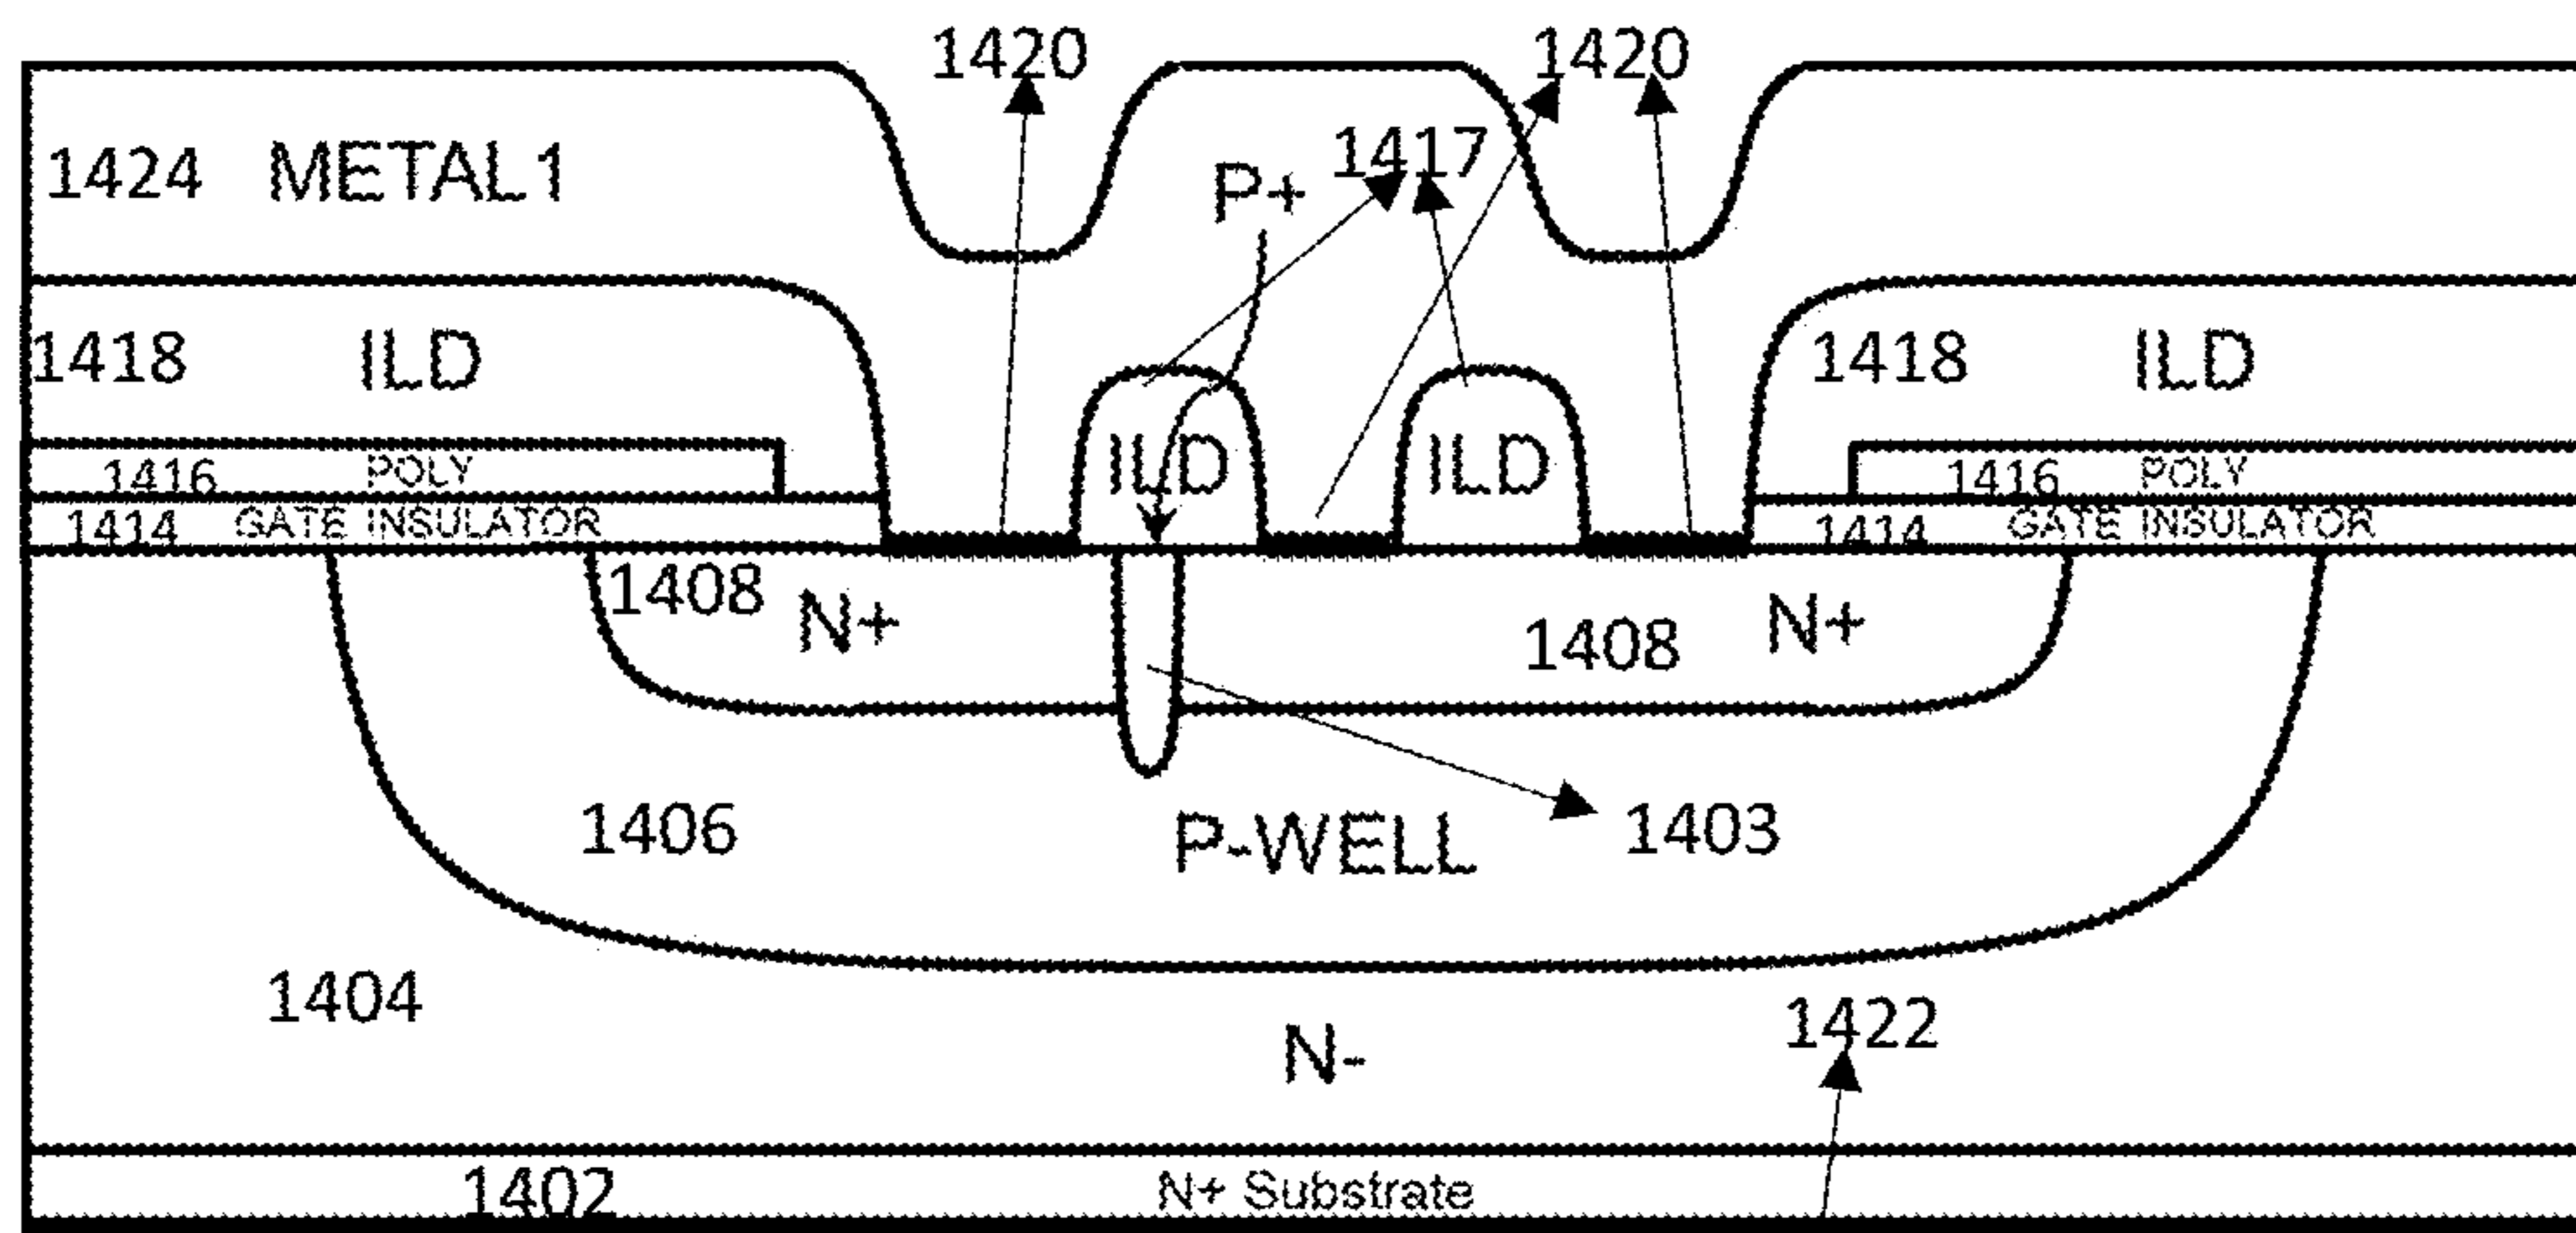 1420 1420
1417
1424 METAL1 P+
1418 ILD 1418 ILD
ILD ILD
1416 POLY 1416 POLY
1414 GATE INSULATOR 1414 GATE INSULATOR
1408 N+ 1408 N+
1406 P-WELL 1403
1404 1422
N-
1402 N+ Substrate